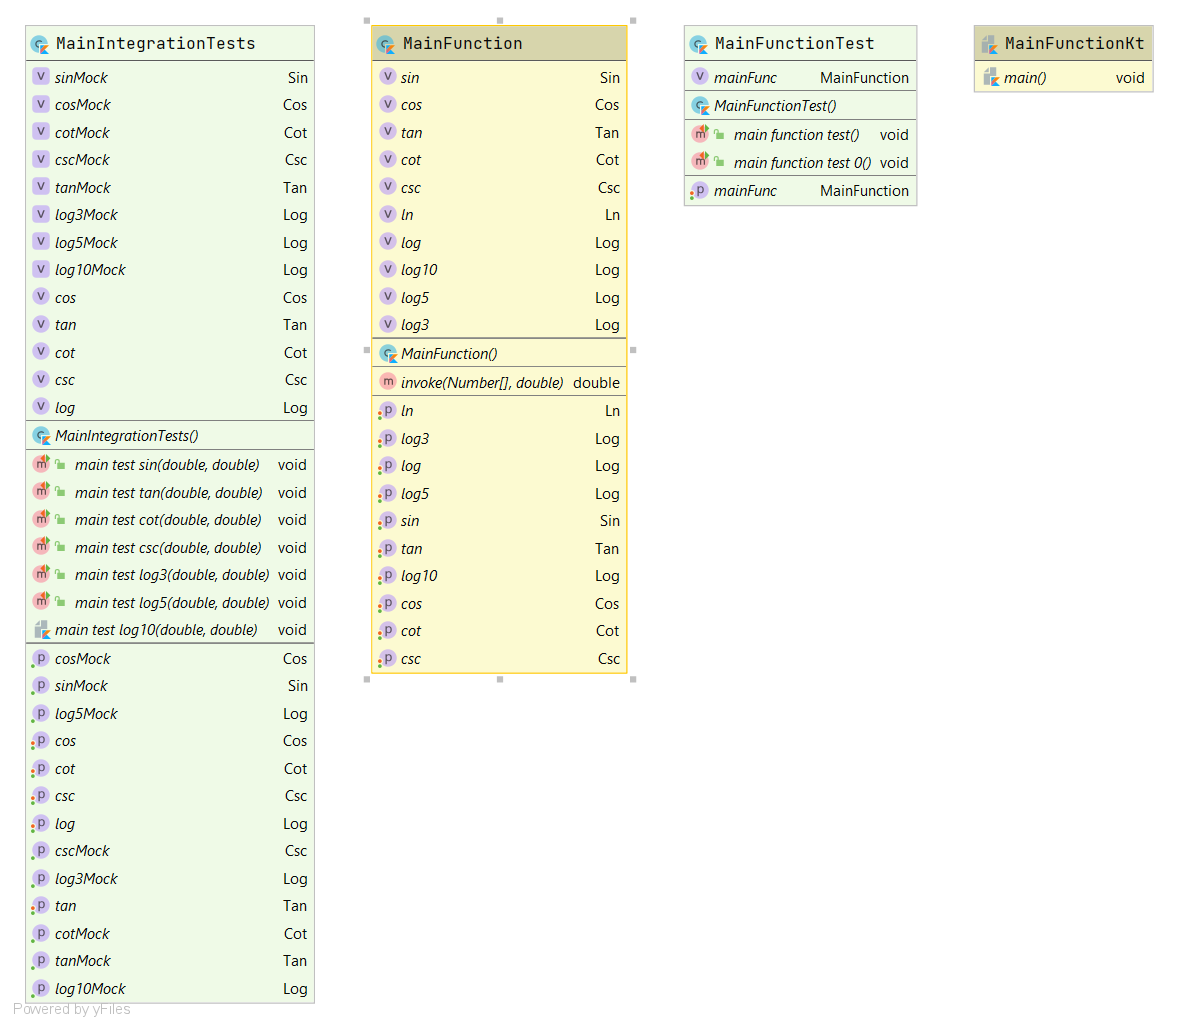 MainIntegrationTests
sinMock Sin
cosMock Cos
cotMock Cot
cscMock Csc
tanMock Tan
log3Mock Log
log5Mock Log
log10Mock Log
cos Cos
tan Tan
cot Cot
csc Csc
log Log
MainIntegrationTests()
main test sin(double, double) void
main test tan(double, double) void
main test cot(double, double) void
main test csc(double, double) void
main test log3(double, double) void
main test log5(double, double) void
main test log10(double, double) void
cosMock Cos
sinMock Sin
log5Mock Log
cos Cos
cot Cot
csc Csc
log Log
cscMock Csc
log3Mock Log
tan Tan
cotMock Cot
tanMock Tan
log10Mock Log
MainFunction
sin Sin
cos Cos
tan Tan
cot Cot
csc Csc
ln Ln
log Log
log10 Log
log5 Log
log3 Log
MainFunction()
invoke(Number[], double) double
ln Ln
log3 Log
log Log
log5 Log
sin Sin
tan Tan
log10 Log
cos Cos
cot Cot
csc Csc
MainFunctionTest
mainFunc MainFunction
MainFunctionTest()
main function test() void
main function test 0() void
mainFunc MainFunction
MainFunctionKt
main() void
Powered by yFiles